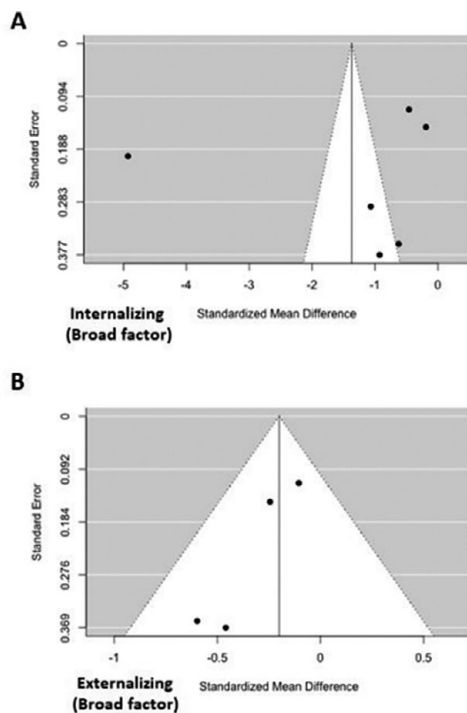 A
0
0.094
0.188
0.283
0.377
Standard Error
-5
-4
-3
-2
-1
0
Internalizing
(Broad factor)
Standardized Mean Difference
B
0
0.092
0.184
0.276
0.369
Standard Error
-1
-0.5
0
0.5
Externalizing
(Broad factor)
Standardized Mean Difference